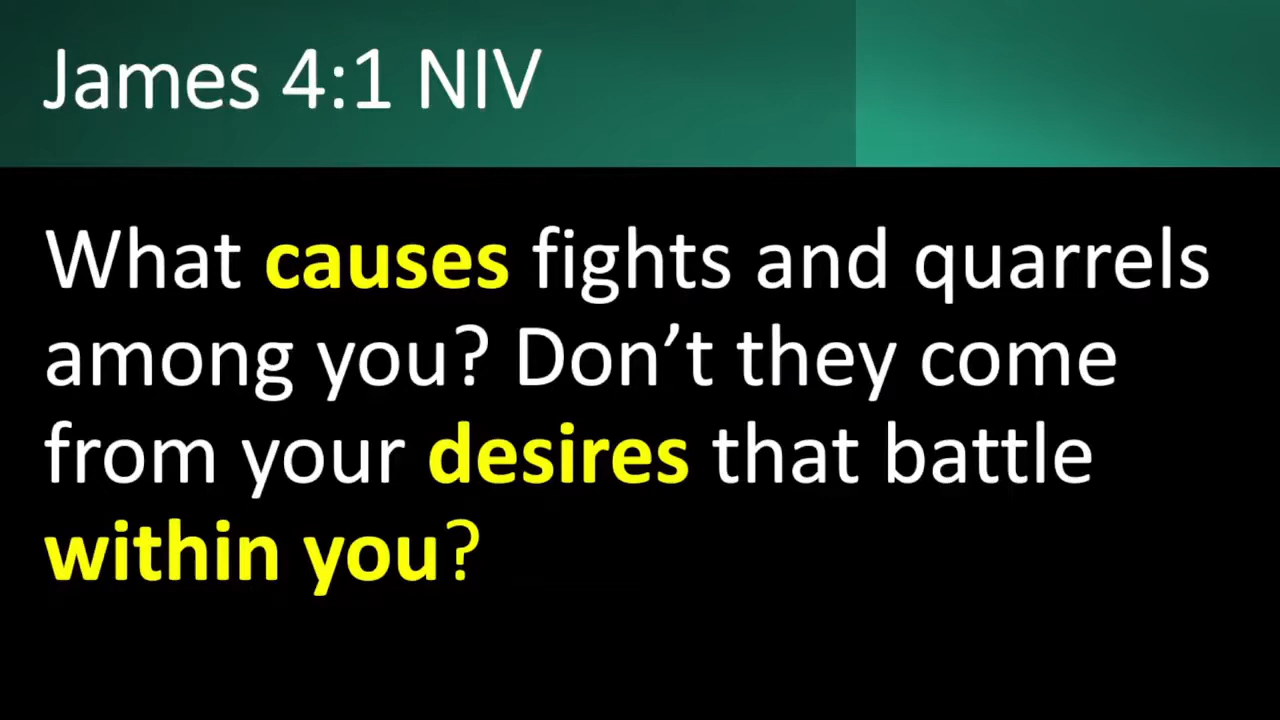 James 4:1 NIV
What causes fights and quarrels
among you? Don’t they come
from your desires that battle
within you?